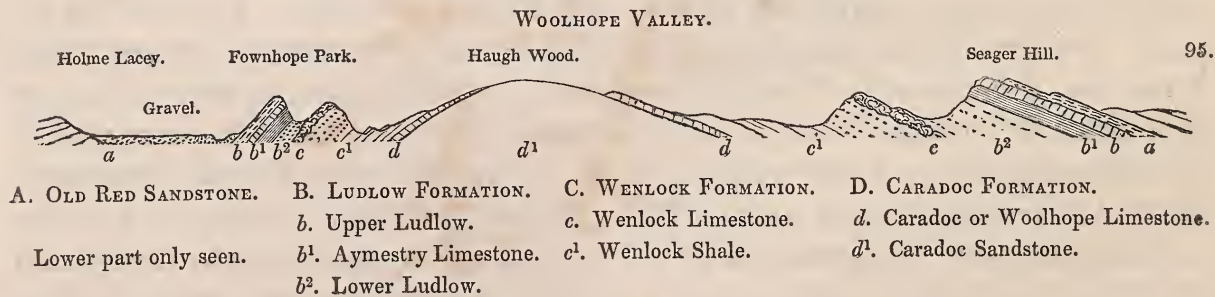 WOOLHOPE VALLEY.
Holme Lacey. Fownhope Park. Haugh Wood. Seager Hill. 95.
Gravel.
a b b¹ b² c c¹ d d¹ d c¹ c b² b¹ b a
A. OLD RED SANDSTONE. B. LUDLOW FORMATION. C. WENLOCK FORMATION. D. CARADOC FORMATION.
b. Upper Ludlow. c. Wenlock Limestone. d. Caradoc or Woolhope Limestone.
Lower part only seen. b¹. Aymestry Limestone. c¹. Wenlock Shale. d¹. Caradoc Sandstone.
b². Lower Ludlow.